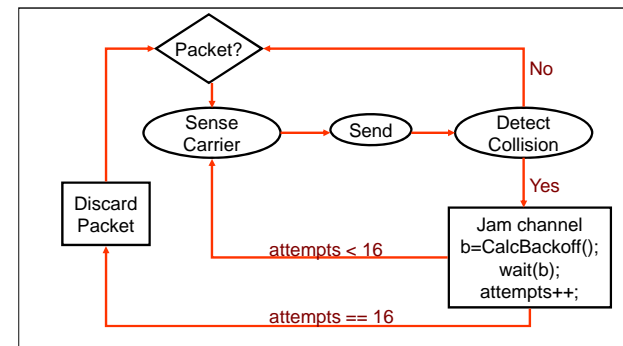 Packet?
No
Sense
Carrier
Send
Detect
Collision
Yes
Discard
Packet
Jam channel
b=CalcBackoff();
wait(b);
attempts++;
attempts < 16
attempts == 16